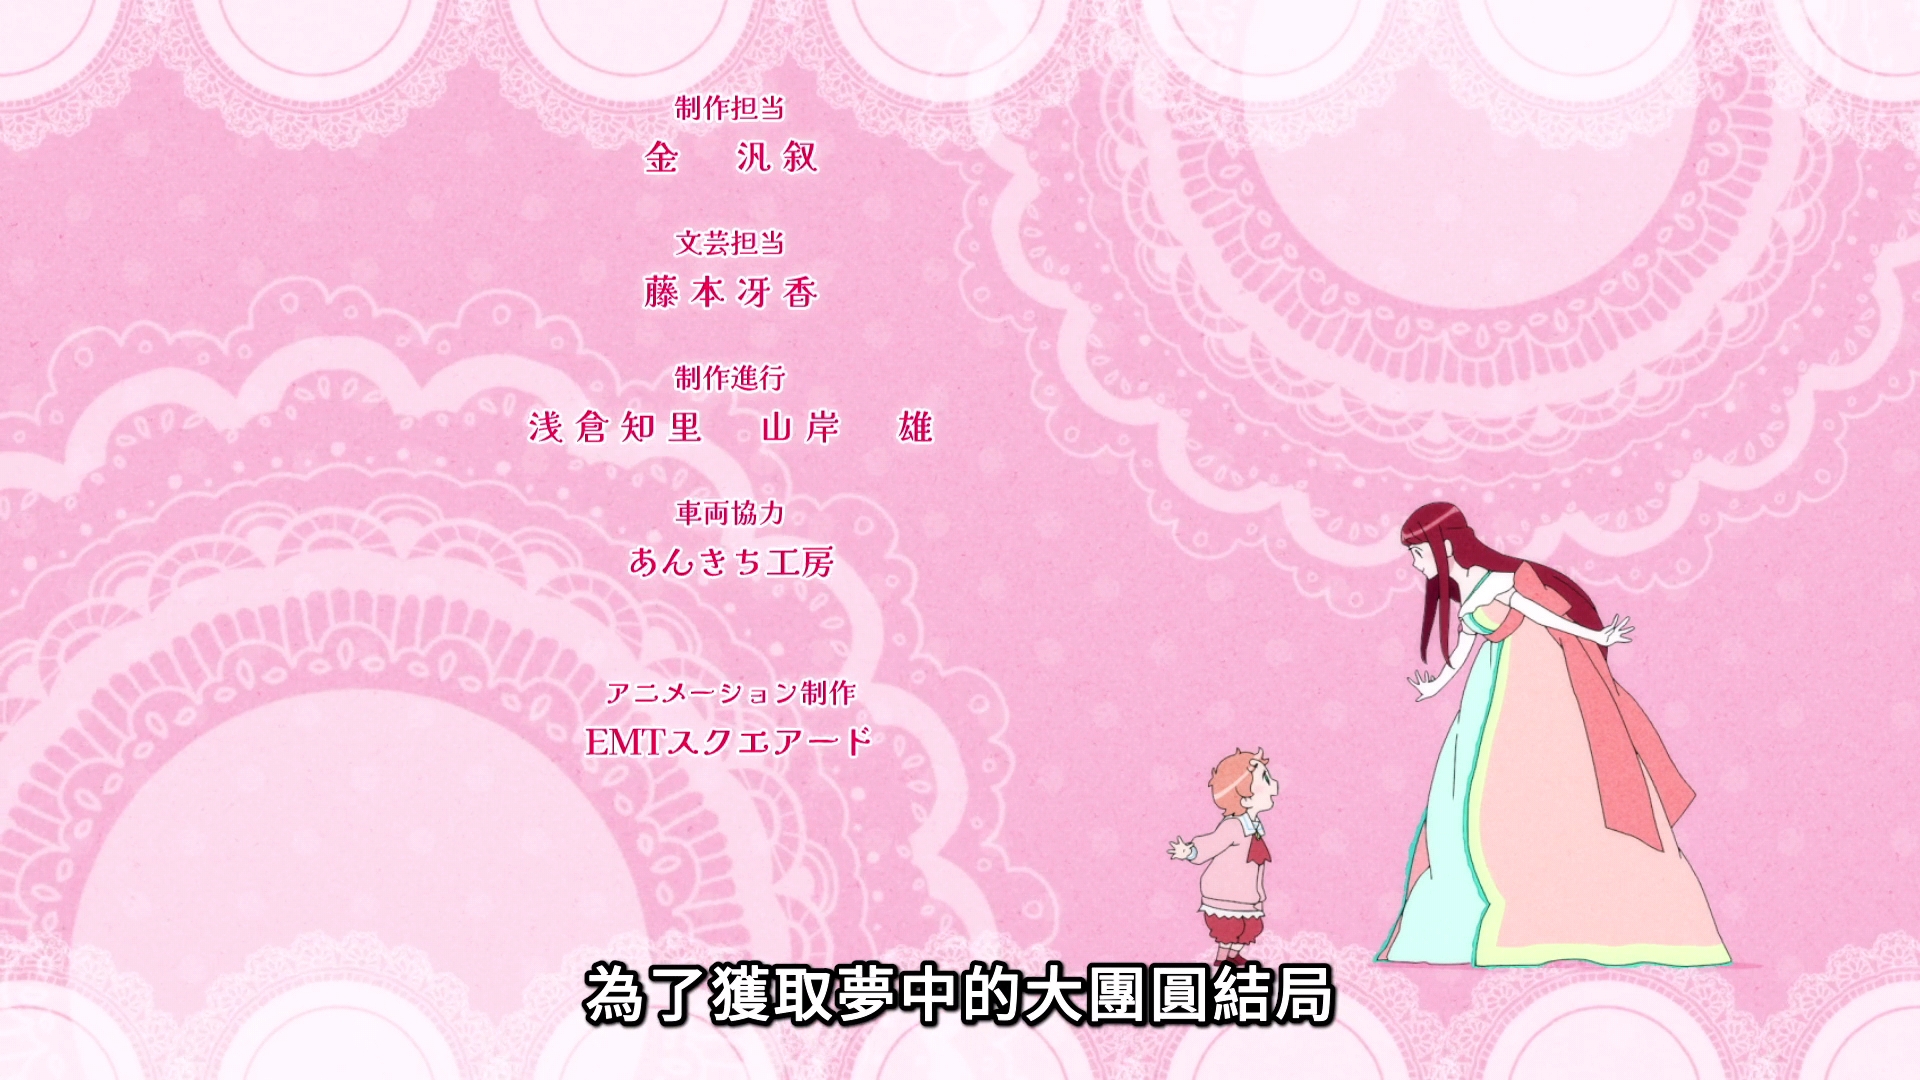 制作担当
金　汎叙
文芸担当
藤本冴香
制作進行
浅倉知里　山岸　雄
車両協力
あんきち工房
アニメーション制作
EMTスクエアード
為了獲取夢中的大團圓結局